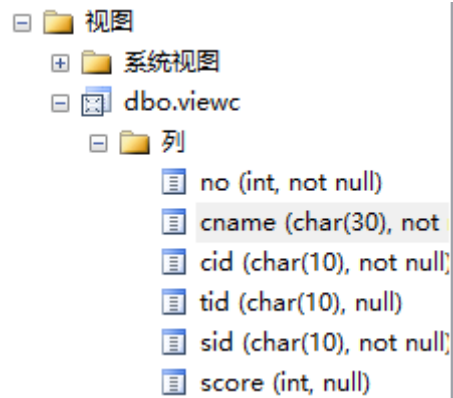 视图
系统视图
dbo.viewc
列
no (int, not null)
cname (char(30), not
cid (char(10), not null)
tid (char(10), null)
sid (char(10), not null)
score (int, null)